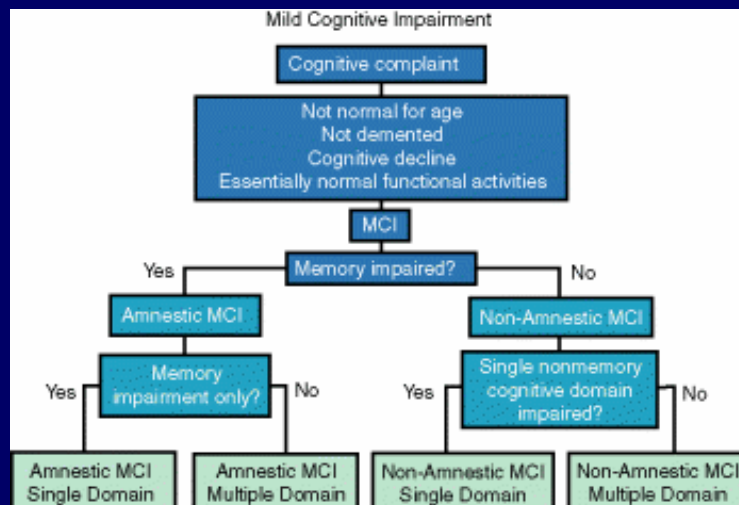 Mild Cognitive Impairment
Cognitive complaint
Not normal for age
Not demented
Cognitive decline
Essentially normal functional activities
MCI
Yes
Memory impaired?
No
Amnestic MCI
Non-Amnestic MCI
Yes
Memory
impairment only?
No
Yes
Single nonmemory
cognitive domain
impaired?
No
Amnestic MCI
Single Domain
Amnestic MCI
Multiple Domain
Non-Amnestic MCI
Single Domain
Non-Amnestic MCI
Multiple Domain